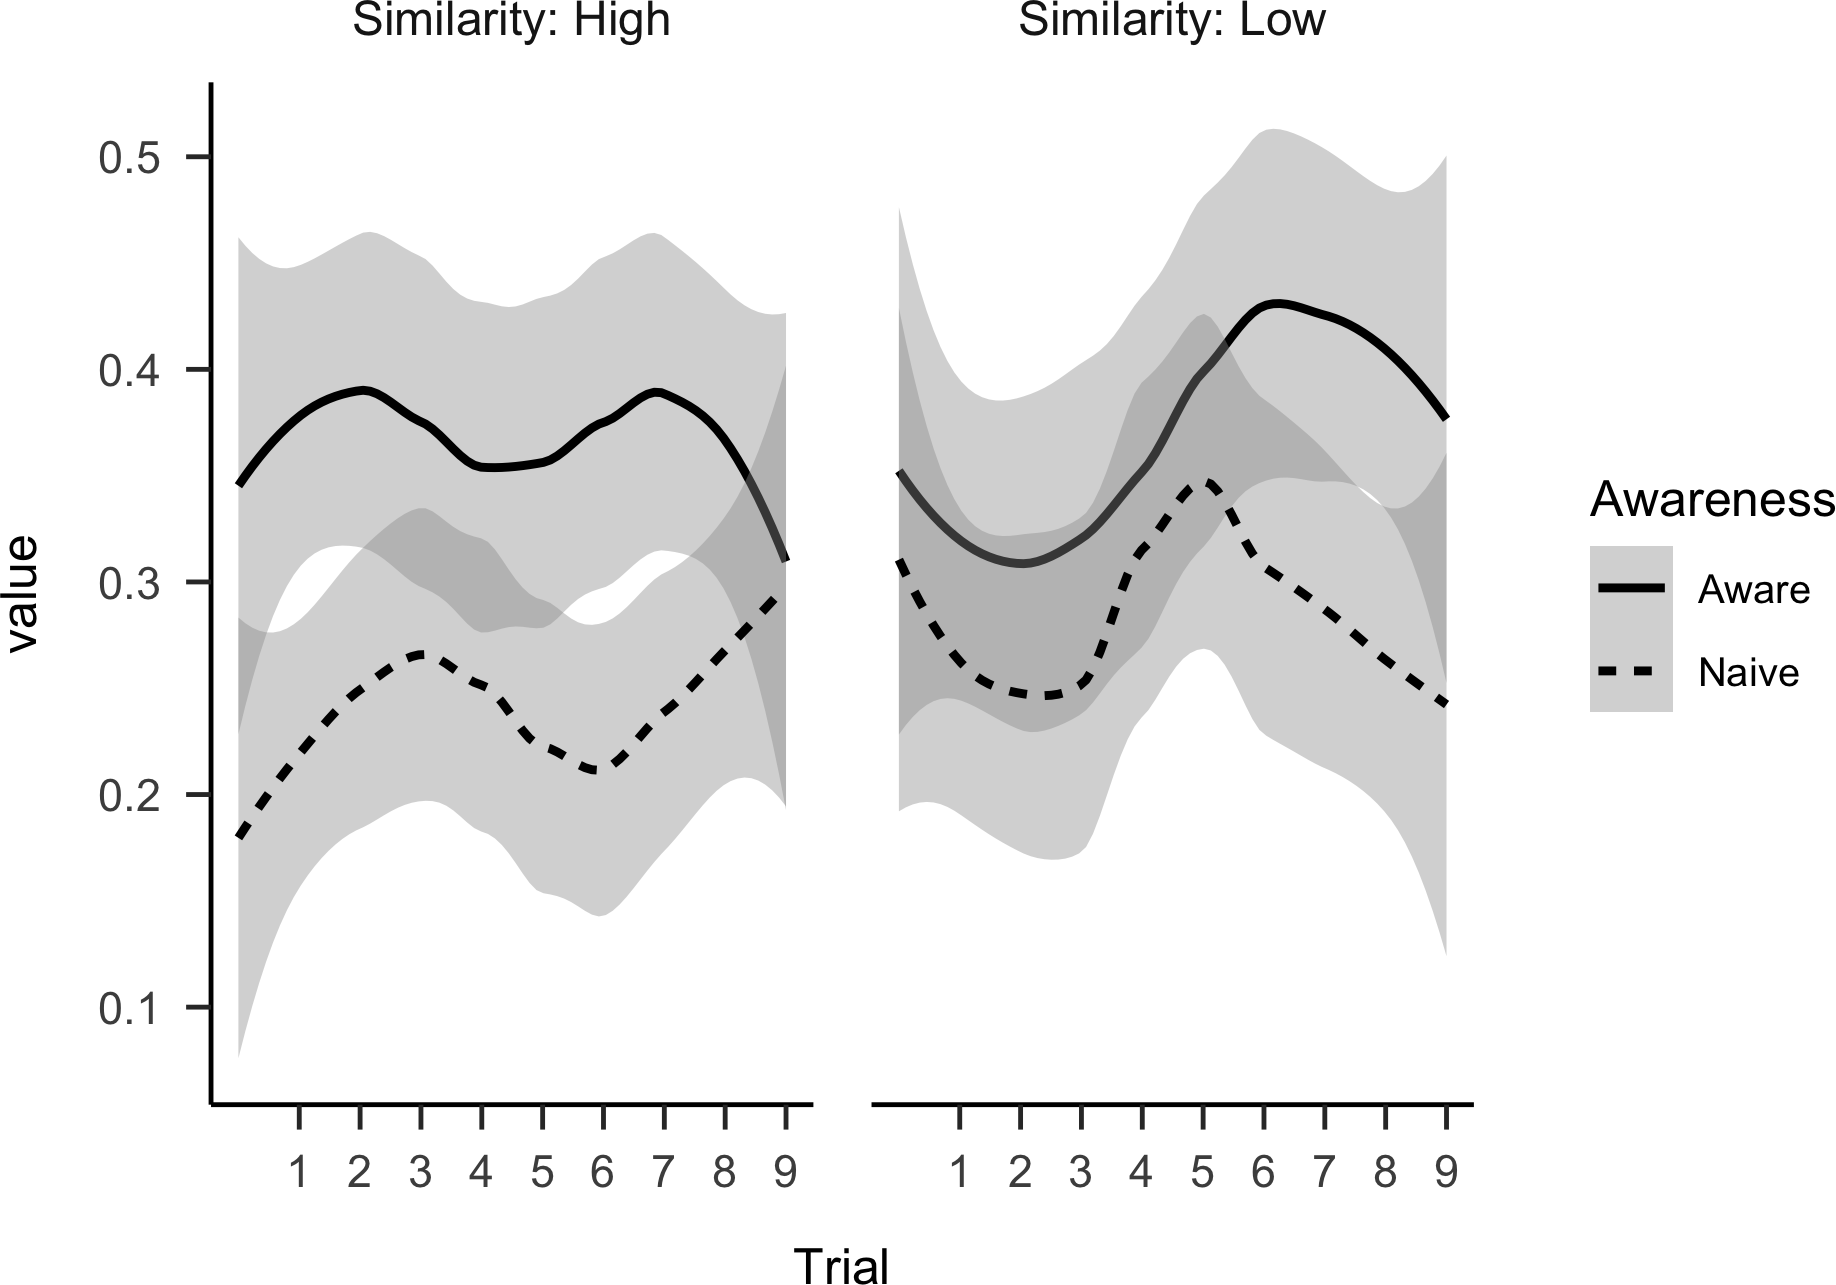 Similarity: High
Similarity: Low
0.5
0.4
0.3
0.2
0.1
value
1 2 3 4 5 6 7 8 9
1 2 3 4 5 6 7 8 9
Trial
Awareness
Aware
Naive